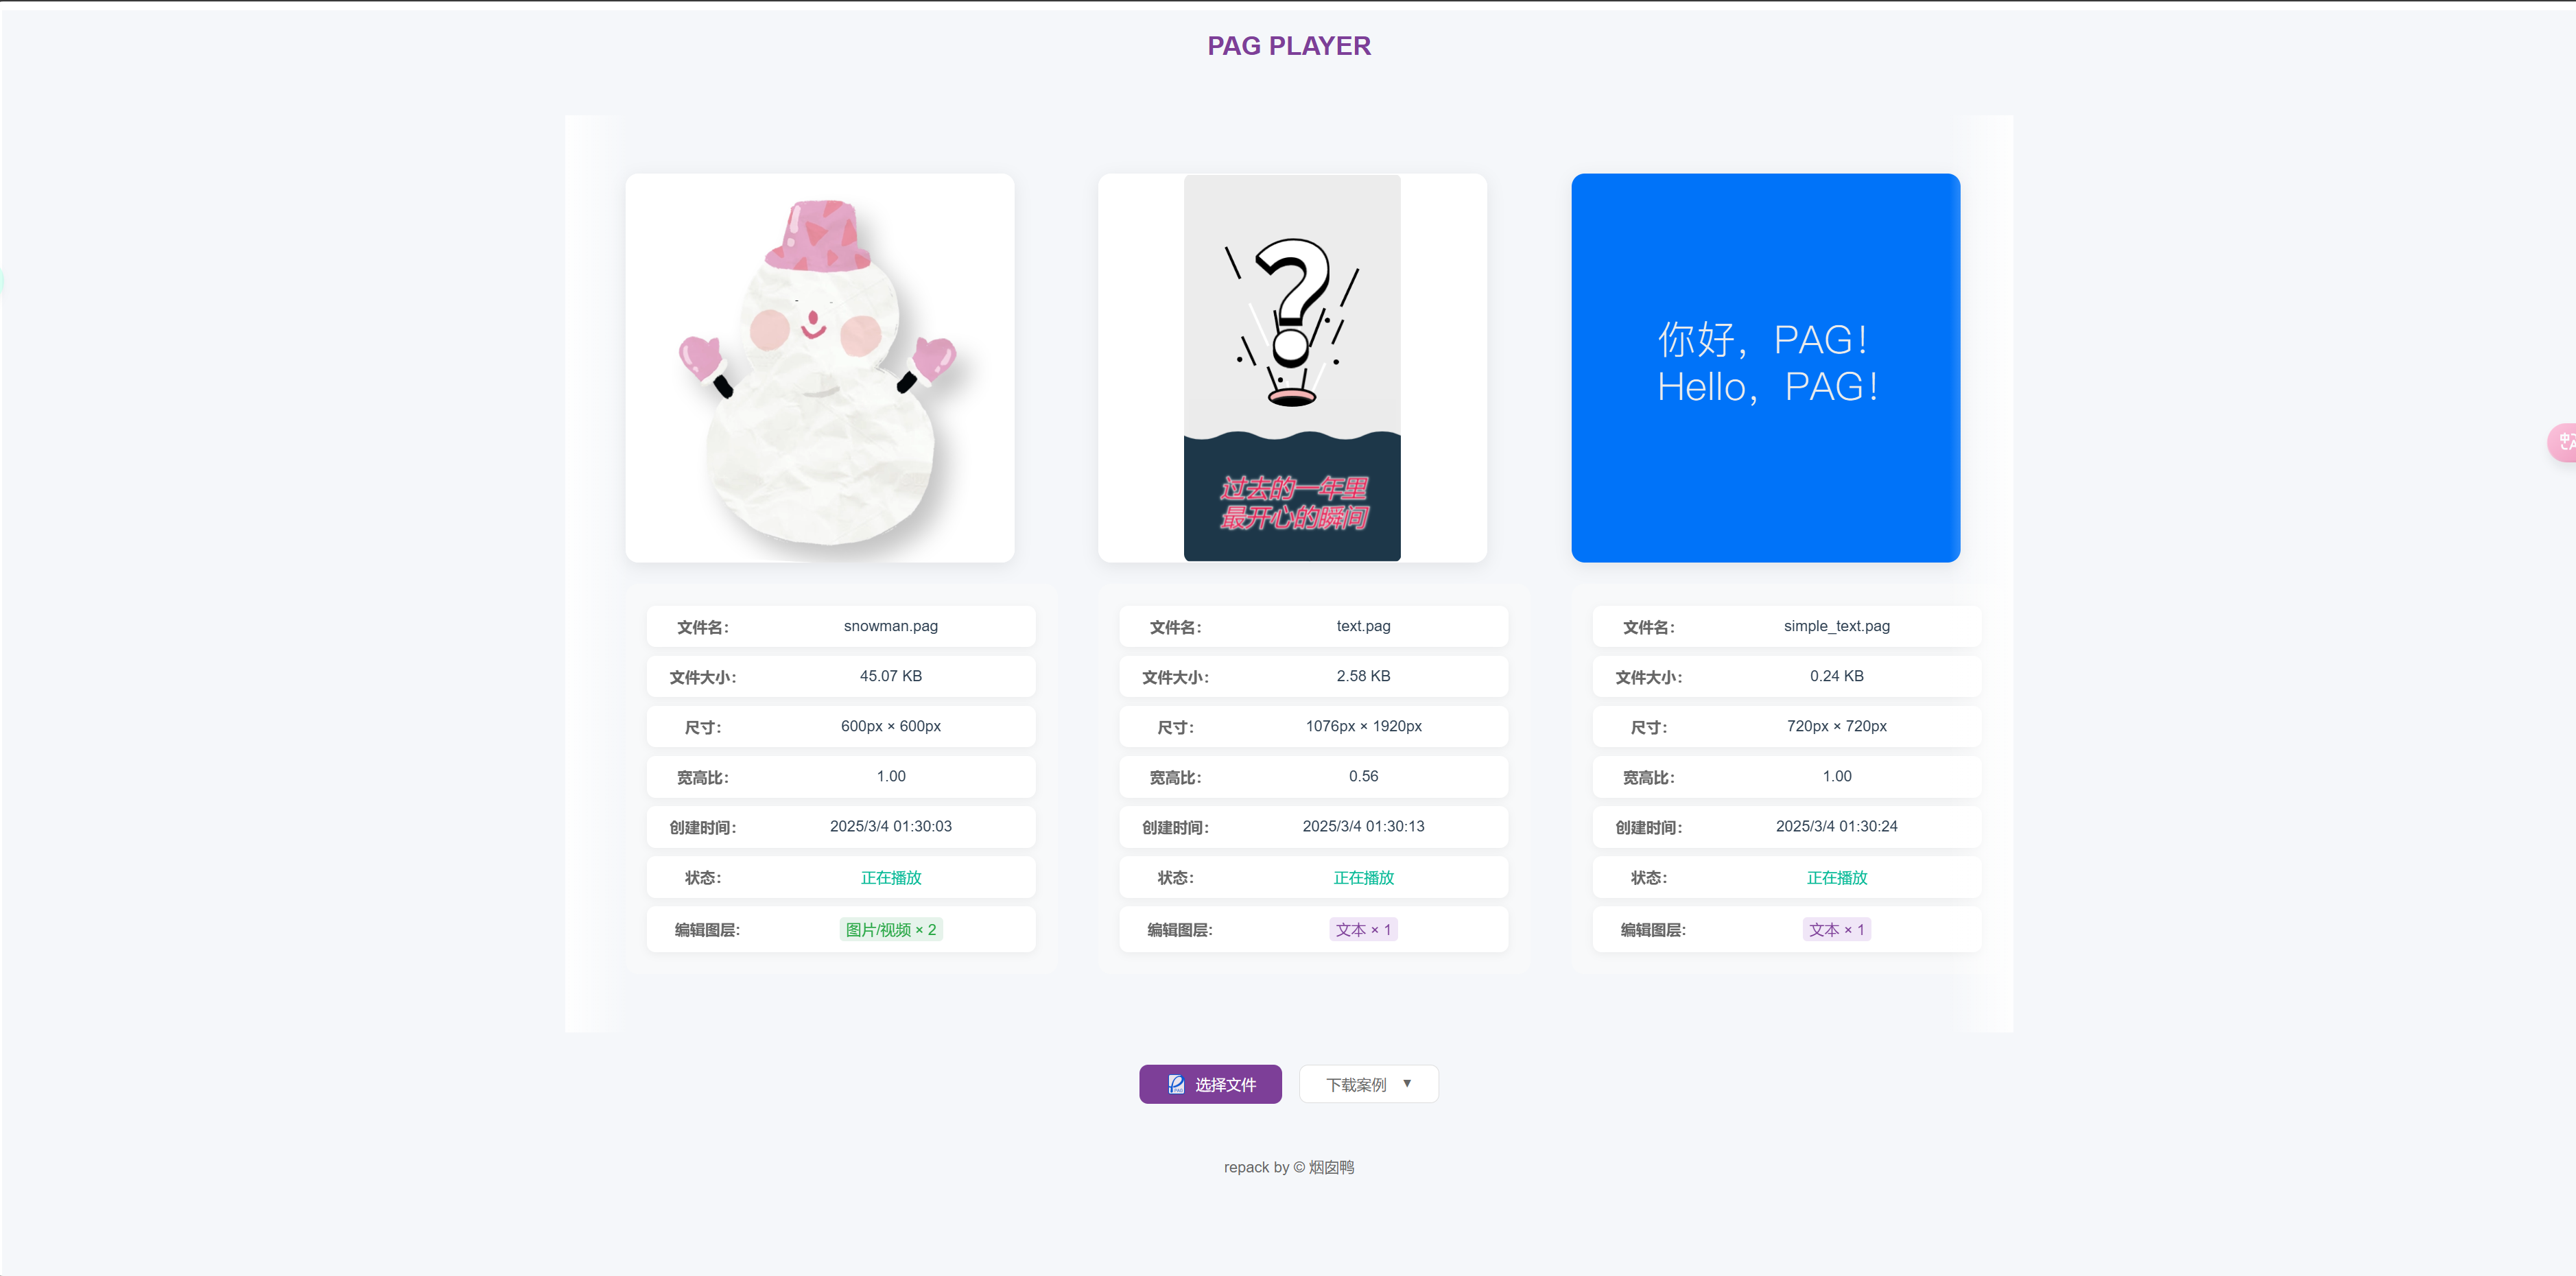 PAG PLAYER
过去的一年里
最开心的瞬间
你好，PAG！
Hello，PAG！
文件名： snowman.pag
文件大小： 45.07 KB
尺寸： 600px × 600px
宽高比： 1.00
创建时间： 2025/3/4 01:30:03
状态： 正在播放
编辑图层: 图片/视频 × 2
文件名： text.pag
文件大小： 2.58 KB
尺寸： 1076px × 1920px
宽高比： 0.56
创建时间： 2025/3/4 01:30:13
状态： 正在播放
编辑图层: 文本 × 1
文件名： simple_text.pag
文件大小： 0.24 KB
尺寸： 720px × 720px
宽高比： 1.00
创建时间： 2025/3/4 01:30:24
状态： 正在播放
编辑图层: 文本 × 1
选择文件
下载案例 ▼
repack by © 烟囱鸭